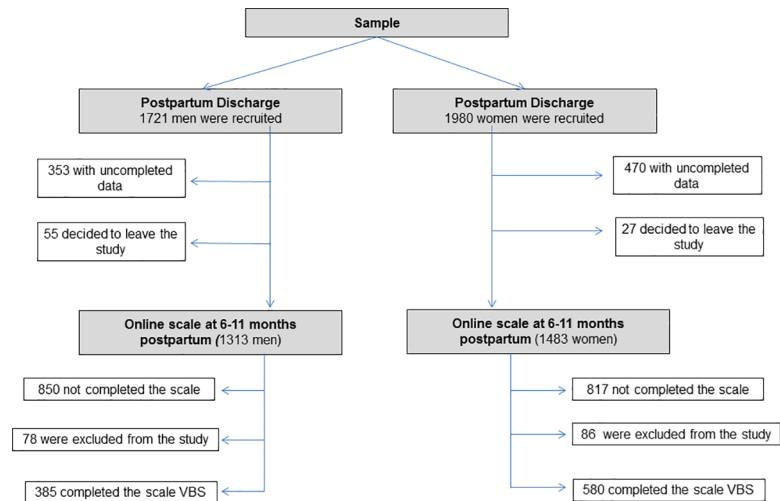 Sample
Postpartum Discharge
1721 men were recruited
353 with uncompleted
data
55 decided to leave the
study
Online scale at 6-11 months
postpartum (1313 men)
850 not completed the scale
78 were excluded from the study
385 completed the scale VBS
Postpartum Discharge
1980 women were recruited
470 with uncompleted
data
27 decided to leave the
study
Online scale at 6-11 months
postpartum (1483 women)
817 not completed the scale
86 were excluded from the study
580 completed the scale VBS